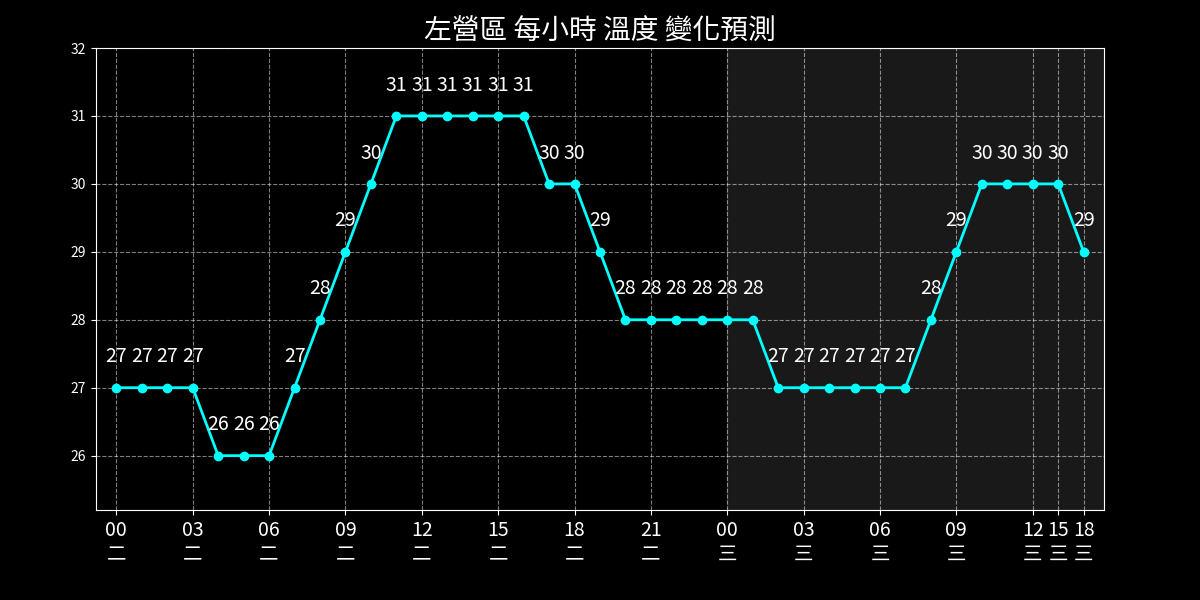 左營區 每小時 溫度 變化預測
32
31 31 31 31 31 31
31
30 30 30 30 30 30 30
30
29 29 29 29
29
28 28 28 28 28 28 28 28
28
27 27 27 27 27 27 27 27 27 27 27
27
26 26 26
26
00 03 06 09 12 15 18 21 00 03 06 09 12 15 18
二 二 二 二 二 二 二 二 三 三 三 三 三 三 三